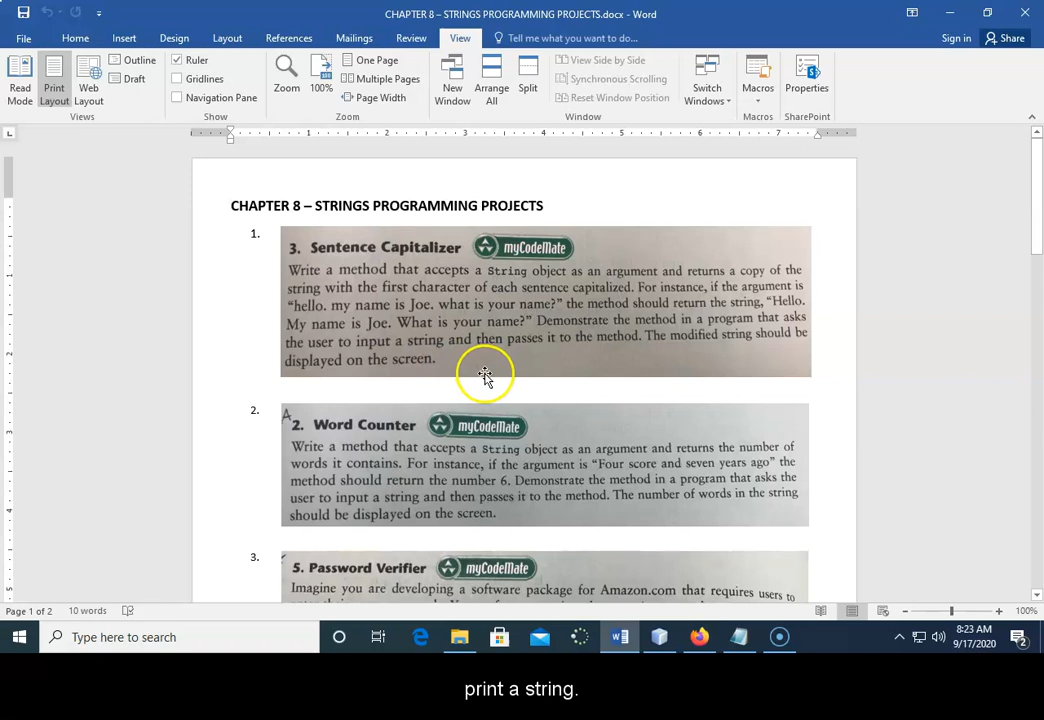 CHAPTER 8 – STRINGS PROGRAMMING PROJECTS.docx - Word
File Home Insert Design Layout References Mailings Review View Tell me what you want to do... Sign in Share
Read Mode
Print Layout
Web Layout
Outline
Draft
Views
Ruler
Gridlines
Navigation Pane
Show
Zoom
100%
One Page
Multiple Pages
Page Width
Zoom
New Window
Arrange All
Split
View Side by Side
Synchronous Scrolling
Reset Window Position
Window
Switch Windows
Macros
Macros
Properties
SharePoint
1 2 3 4 5 6 7
CHAPTER 8 – STRINGS PROGRAMMING PROJECTS
1.
3. Sentence Capitalizer myCodeMate
Write a method that accepts a String object as an argument and returns a copy of the
string with the first character of each sentence capitalized. For instance, if the argument is
“hello. my name is Joe. what is your name?” the method should return the string, “Hello.
My name is Joe. What is your name?” Demonstrate the method in a program that asks
the user to input a string and then passes it to the method. The modified string should be
displayed on the screen.
2.
A
2. Word Counter myCodeMate
Write a method that accepts a String object as an argument and returns the number of
words it contains. For instance, if the argument is “Four score and seven years ago” the
method should return the number 6. Demonstrate the method in a program that asks the
user to input a string and then passes it to the method. The number of words in the string
should be displayed on the screen.
3.
5. Password Verifier myCodeMate
Imagine you are developing a software package for Amazon.com that requires users to
Page 1 of 2 10 words 100%
Type here to search
8:23 AM
9/17/2020
2
print a string.